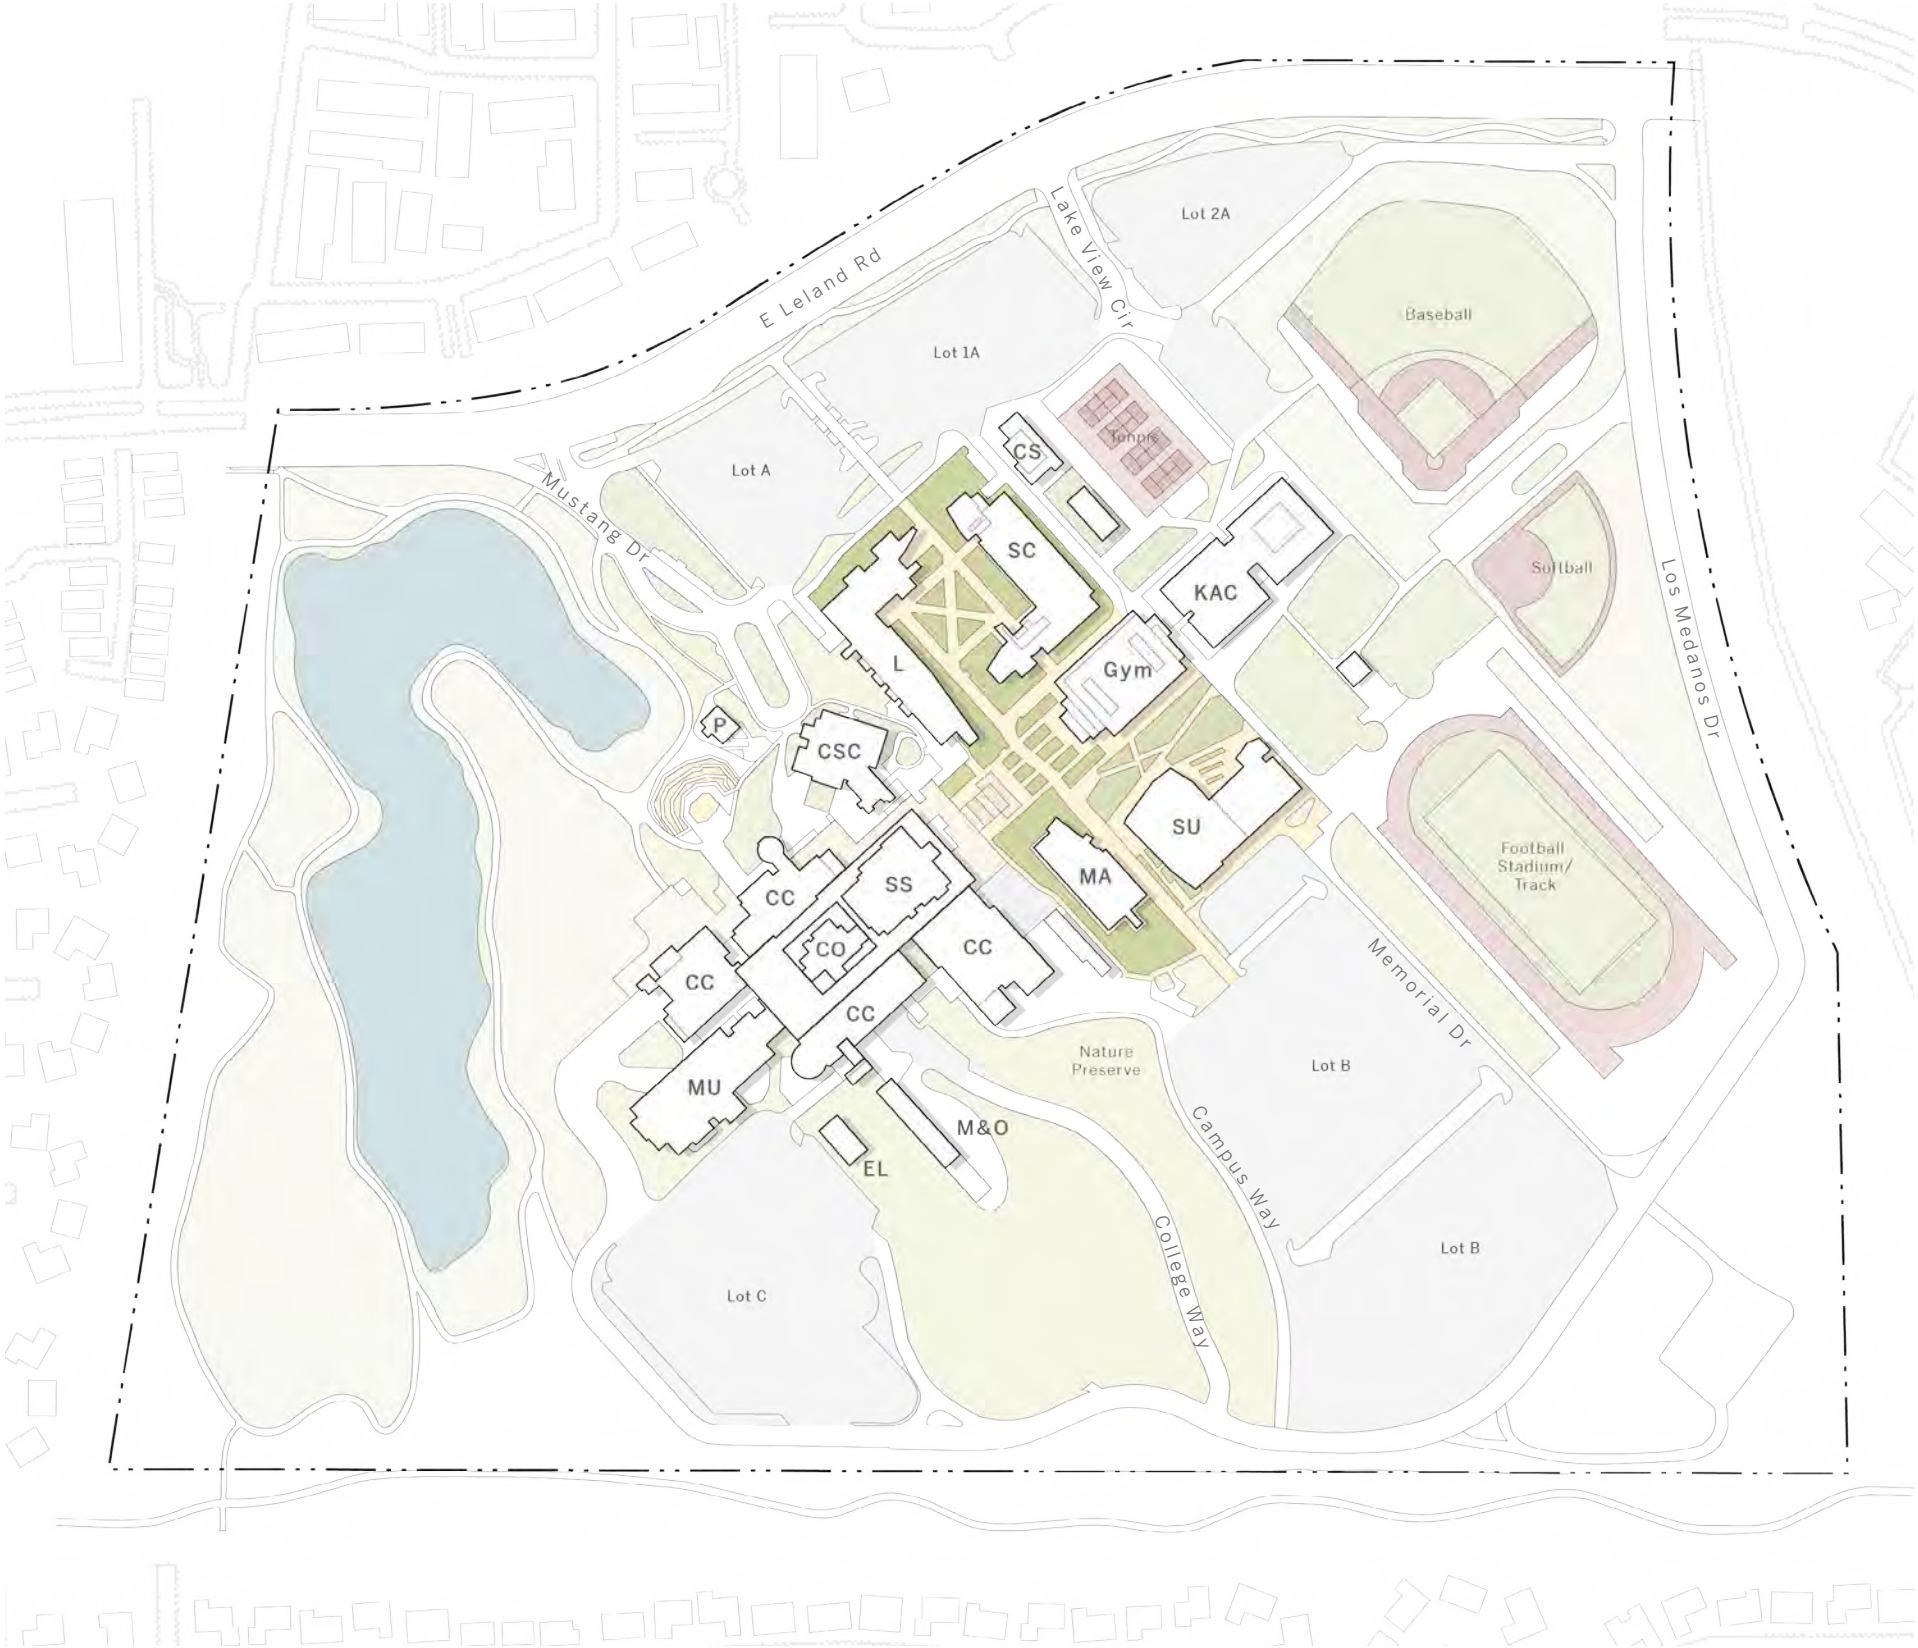 Lot 2A
Lake View Cir
E Leland Rd
Baseball
Lot 1A
Tennis
CS
Lot A
Mustang Dr
SC
Softball
KAC
Los Medanos Dr
L
Gym
P
CSC
SU
Football
Stadium/
Track
MA
SS
CC
CO
CC
CC
CC
Memorial Dr
Nature
Preserve
Lot B
MU
M&O
Campus Way
EL
College Way
Lot B
Lot C